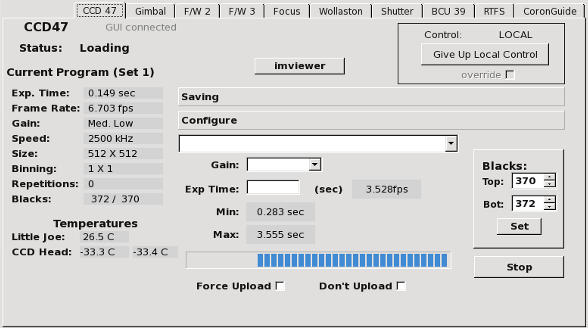 CCD 47 Gimbal F/W 2 F/W 3 Focus Wollaston Shutter BCU 39 RTFS CoronGuide
CCD47 GUI connected
Status: Loading
Control: LOCAL
Give Up Local Control
override
imviewer
Current Program (Set 1)
Exp. Time: 0.149 sec
Frame Rate: 6.703 fps
Gain: Med. Low
Speed: 2500 kHz
Size: 512 X 512
Binning: 1 X 1
Repetitions: 0
Blacks: 372 / 370
Temperatures
Little Joe: 26.5 C
CCD Head: -33.3 C -33.4 C
Saving
Configure
Gain:
Exp Time: (sec) 3.528fps
Min: 0.283 sec
Max: 3.555 sec
Force Upload Don't Upload
Blacks:
Top: 370
Bot: 372
Set
Stop